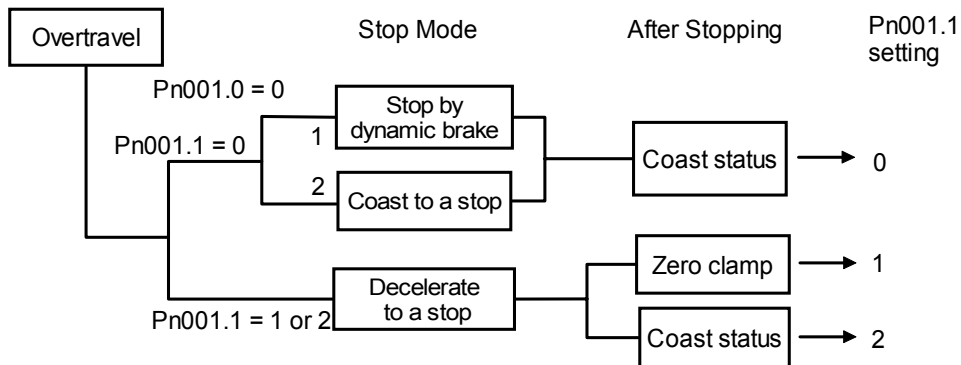 Overtravel
Stop Mode
After Stopping
Pn001.1
setting
Pn001.0 = 0
Stop by
dynamic brake
1
Pn001.1 = 0
Coast status
0
2
Coast to a stop
Zero clamp
1
Decelerate
to a stop
Pn001.1 = 1 or 2
Coast status
2